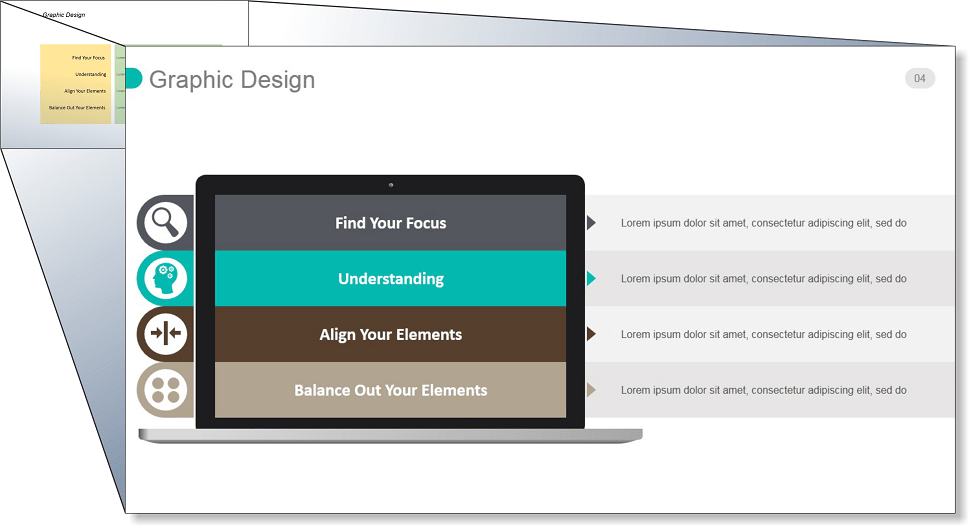 Graphic Design
Find Your Focus
Understanding
Align Your Elements
Balance Out Your Elements
Graphic Design
04
Find Your Focus
Lorem ipsum dolor sit amet, consectetur adipiscing elit, sed do
Understanding
Lorem ipsum dolor sit amet, consectetur adipiscing elit, sed do
Align Your Elements
Lorem ipsum dolor sit amet, consectetur adipiscing elit, sed do
Balance Out Your Elements
Lorem ipsum dolor sit amet, consectetur adipiscing elit, sed do